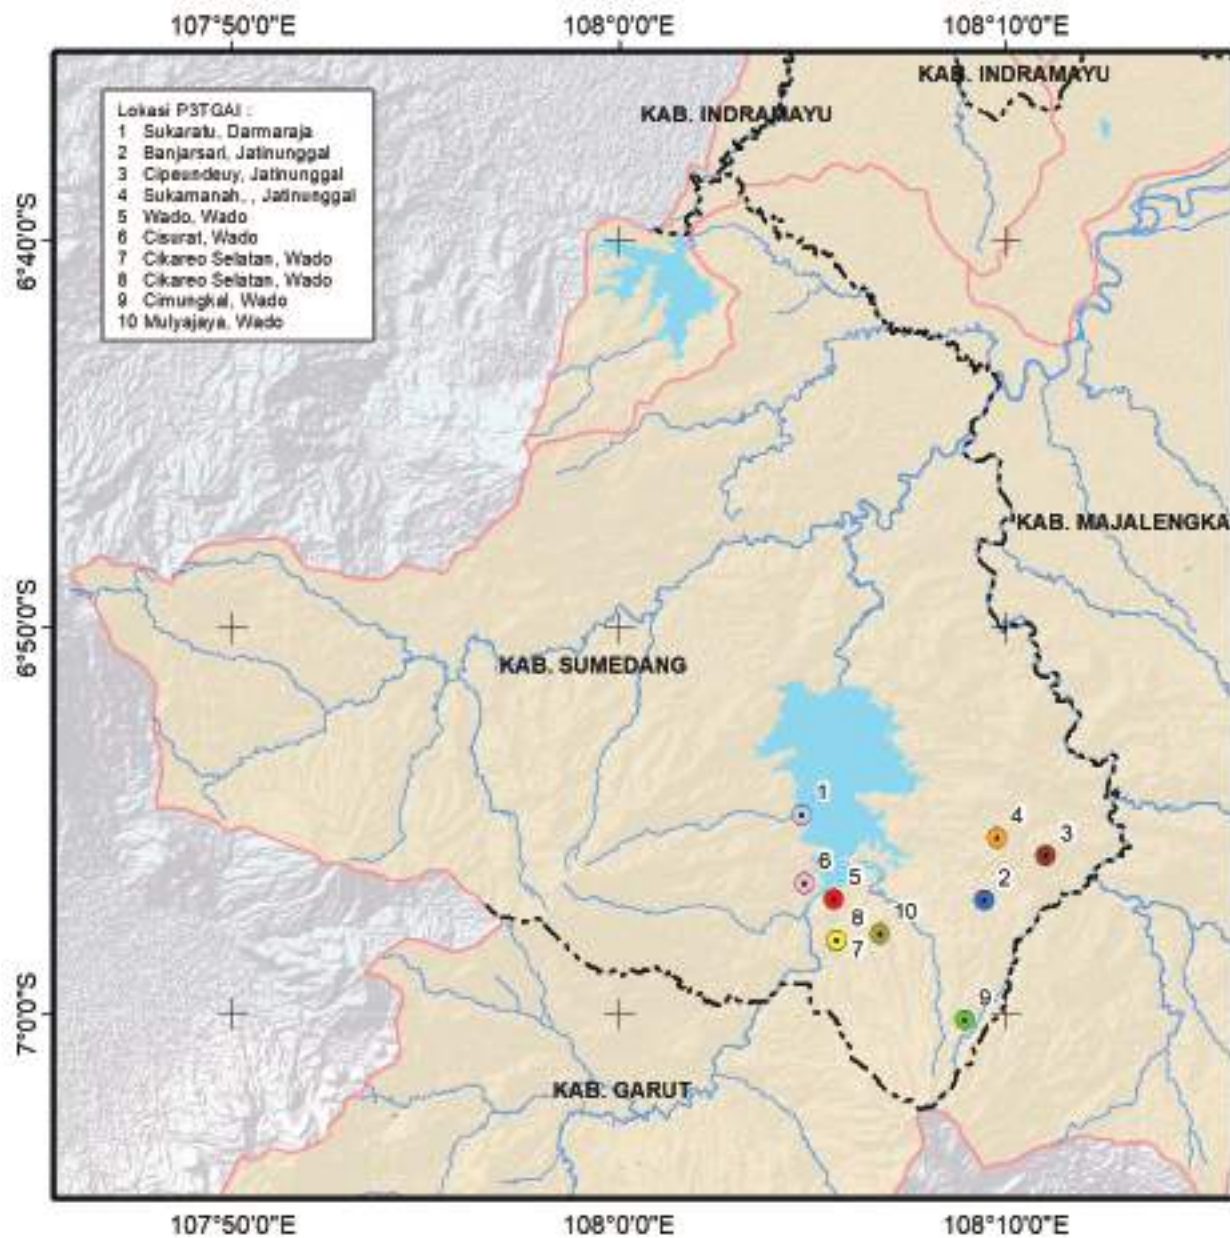 107°50'0"E 108°0'0"E 108°10'0"E
KAB. INDRAMAYU
KAB. INDRAMAYU
Lokasi P3TGAI :
1 Sukaratu, Darmaraja
2 Banjarsari, Jatinunggal
3 Cipeundeuy, Jatinunggal
4 Sukamanah, , Jatinunggal
5 Wado, Wado
6 Cisurat, Wado
7 Cikareo Selatan, Wado
8 Cikareo Selatan, Wado
9 Cimungkal, Wado
10 Mulyajaya, Wado
6°40'0"S
KAB. MAJALENGKA
6°50'0"S
KAB. SUMEDANG
1
4
3
6
5
2
8
10
7
9
7°0'0"S
KAB. GARUT
107°50'0"E 108°0'0"E 108°10'0"E